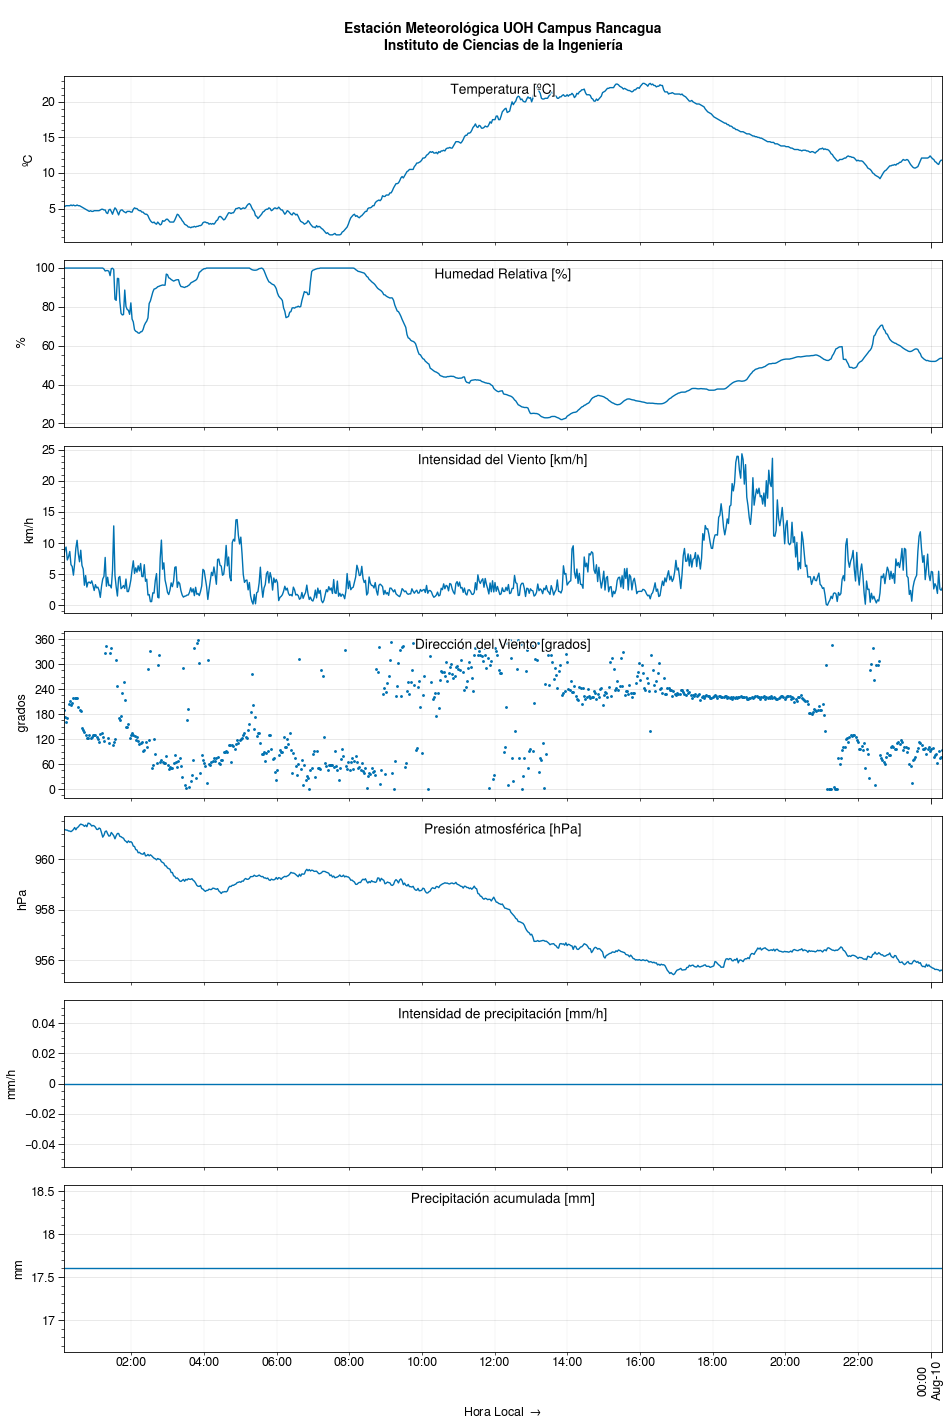 Estación Meteorológica UOH Campus Rancagua
Instituto de Ciencias de la Ingeniería
Temperatura [ºC]
ºC
20
15
10
5
Humedad Relativa [%]
%
100
80
60
40
20
Intensidad del Viento [km/h]
km/h
25
20
15
10
5
0
Dirección del Viento [grados]
grados
360
300
240
180
120
60
0
Presión atmosférica [hPa]
hPa
960
958
956
Intensidad de precipitación [mm/h]
mm/h
0.04
0.02
0
−0.02
−0.04
Precipitación acumulada [mm]
mm
18.5
18
17.5
17
02:00 04:00 06:00 08:00 10:00 12:00 14:00 16:00 18:00 20:00 22:00
00:00
Aug-10
Hora Local →